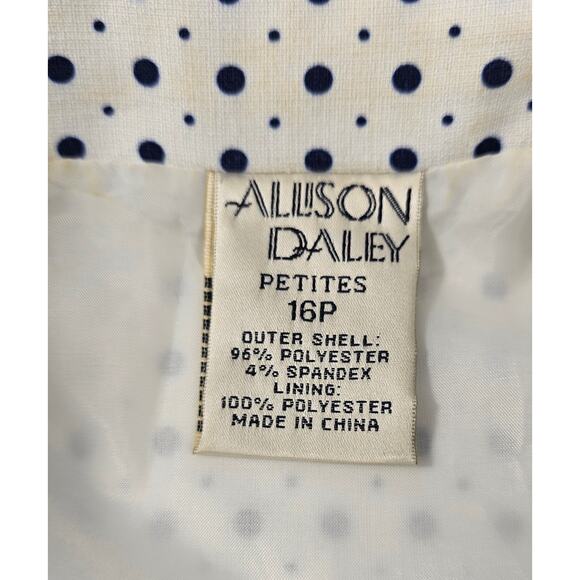 ALLISON
DALEY
PETITES
16P
OUTER SHELL:
96% POLYESTER
4% SPANDEX
LINING:
100% POLYESTER
MADE IN CHINA